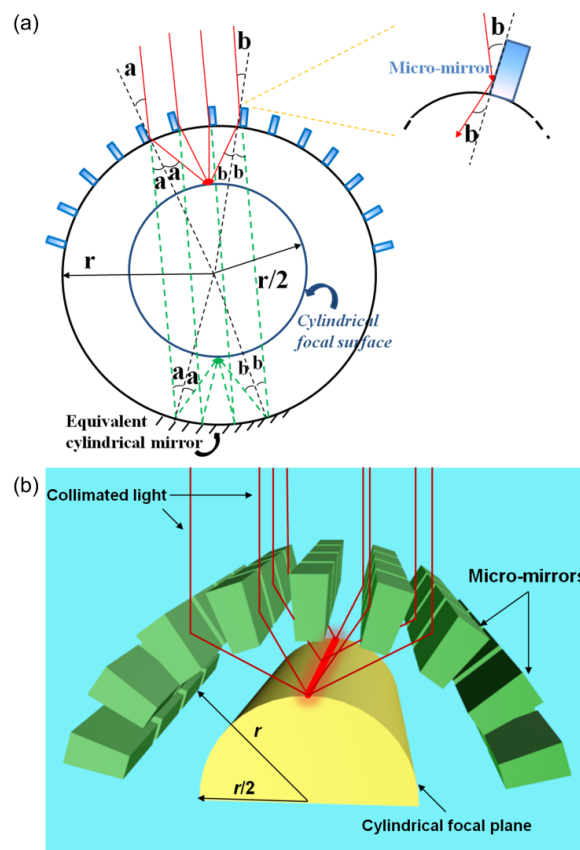 (a)
a
b
b
Micro-mirror
b
a
a
b
b
r
r/2
Cylindrical
focal surface
a
a
b
b
Equivalent
cylindrical mirror
(b)
Collimated light
Micro-mirrors
r
r/2
Cylindrical focal plane